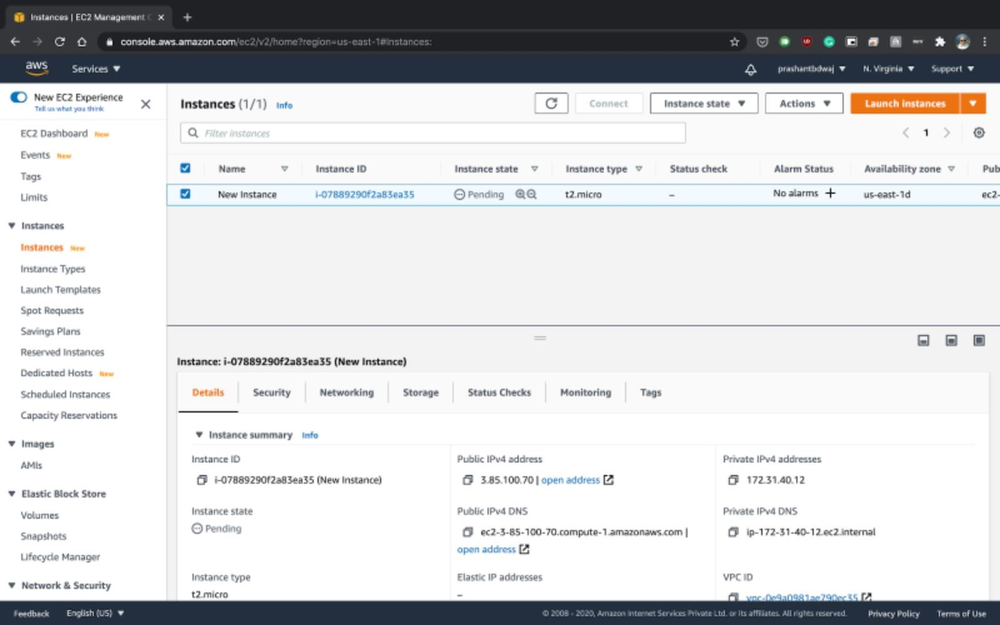 Instances | EC2 Management C
console.aws.amazon.com/ec2/v2/home?region=us-east-1#Instances:
aws
Services
prashantbdwaj
N. Virginia
Support
New EC2 Experience
Tell us what you think
EC2 Dashboard New
Events New
Tags
Limits
Instances
Instances New
Instance Types
Launch Templates
Spot Requests
Savings Plans
Reserved Instances
Dedicated Hosts New
Scheduled Instances
Capacity Reservations
Images
AMIs
Elastic Block Store
Volumes
Snapshots
Lifecycle Manager
Network & Security
Instances (1/1) Info
Connect
Instance state
Actions
Launch instances
Filter instances
1
Name Instance ID Instance state Instance type Status check Alarm Status Availability zone Pub
New Instance i-07889290f2a83ea35 Pending t2.micro – No alarms + us-east-1d ec2-
Instance: i-07889290f2a83ea35 (New Instance)
Details Security Networking Storage Status Checks Monitoring Tags
Instance summary Info
Instance ID
i-07889290f2a83ea35 (New Instance)
Public IPv4 address
3.85.100.70 | open address
Private IPv4 addresses
172.31.40.12
Instance state
Pending
Public IPv4 DNS
ec2-3-85-100-70.compute-1.amazonaws.com |
open address
Private IPv4 DNS
ip-172-31-40-12.ec2.internal
Instance type
t2.micro
Elastic IP addresses
–
VPC ID
vpc-0e9a0981ae790ec35
Feedback
English (US)
© 2008 - 2020, Amazon Internet Services Private Ltd. or its affiliates. All rights reserved.
Privacy Policy
Terms of Use